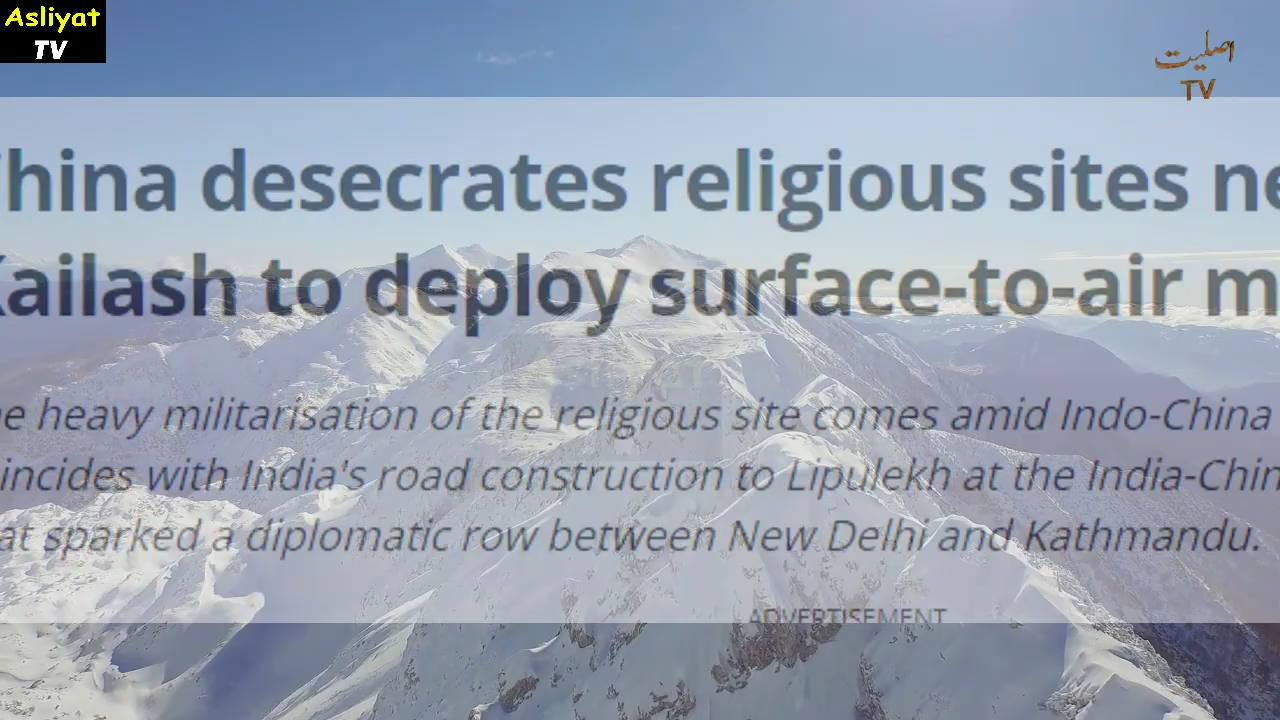 Asliyat
TV
اصلیت
TV
hina desecrates religious sites ne
Kailash to deploy surface-to-air m
e heavy militarisation of the religious site comes amid Indo-China
incides with India's road construction to Lipulekh at the India-Chin
at sparked a diplomatic row between New Delhi and Kathmandu.
ADVERTISEMENT